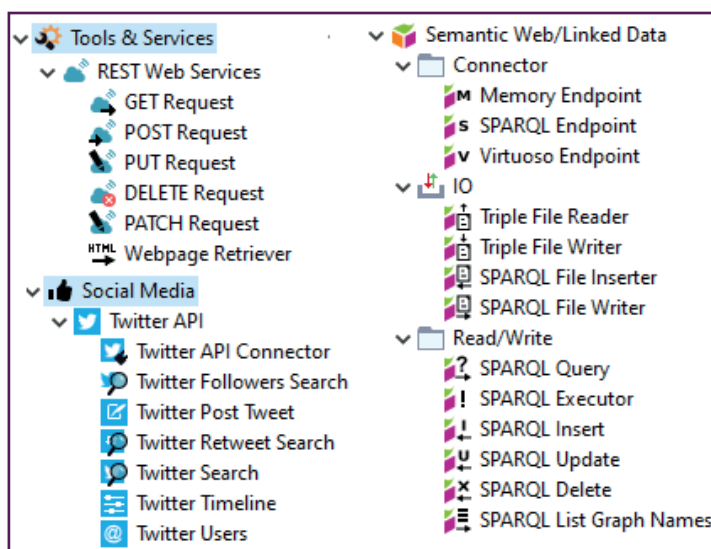 Tools & Services
REST Web Services
GET Request
POST Request
PUT Request
DELETE Request
PATCH Request
HTML Webpage Retriever
Social Media
Twitter API
Twitter API Connector
Twitter Followers Search
Twitter Post Tweet
Twitter Retweet Search
Twitter Search
Twitter Timeline
@ Twitter Users
Semantic Web/Linked Data
Connector
M Memory Endpoint
S SPARQL Endpoint
V Virtuoso Endpoint
IO
Triple File Reader
Triple File Writer
SPARQL File Inserter
SPARQL File Writer
Read/Write
? SPARQL Query
! SPARQL Executor
I SPARQL Insert
U SPARQL Update
X SPARQL Delete
SPARQL List Graph Names